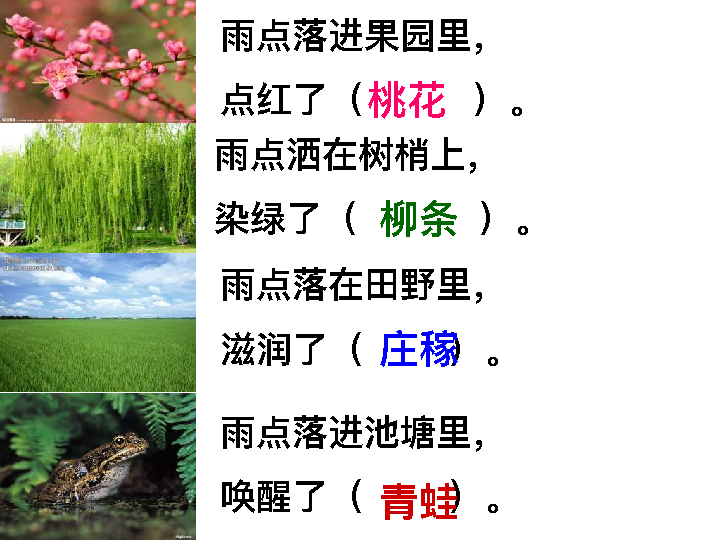 雨点落进果园里，
点红了（桃花 ）。
雨点洒在树梢上，
染绿了（ 柳条 ）。
雨点落在田野里，
滋润了（ 庄稼）。
雨点落进池塘里，
唤醒了（ 青蛙）。